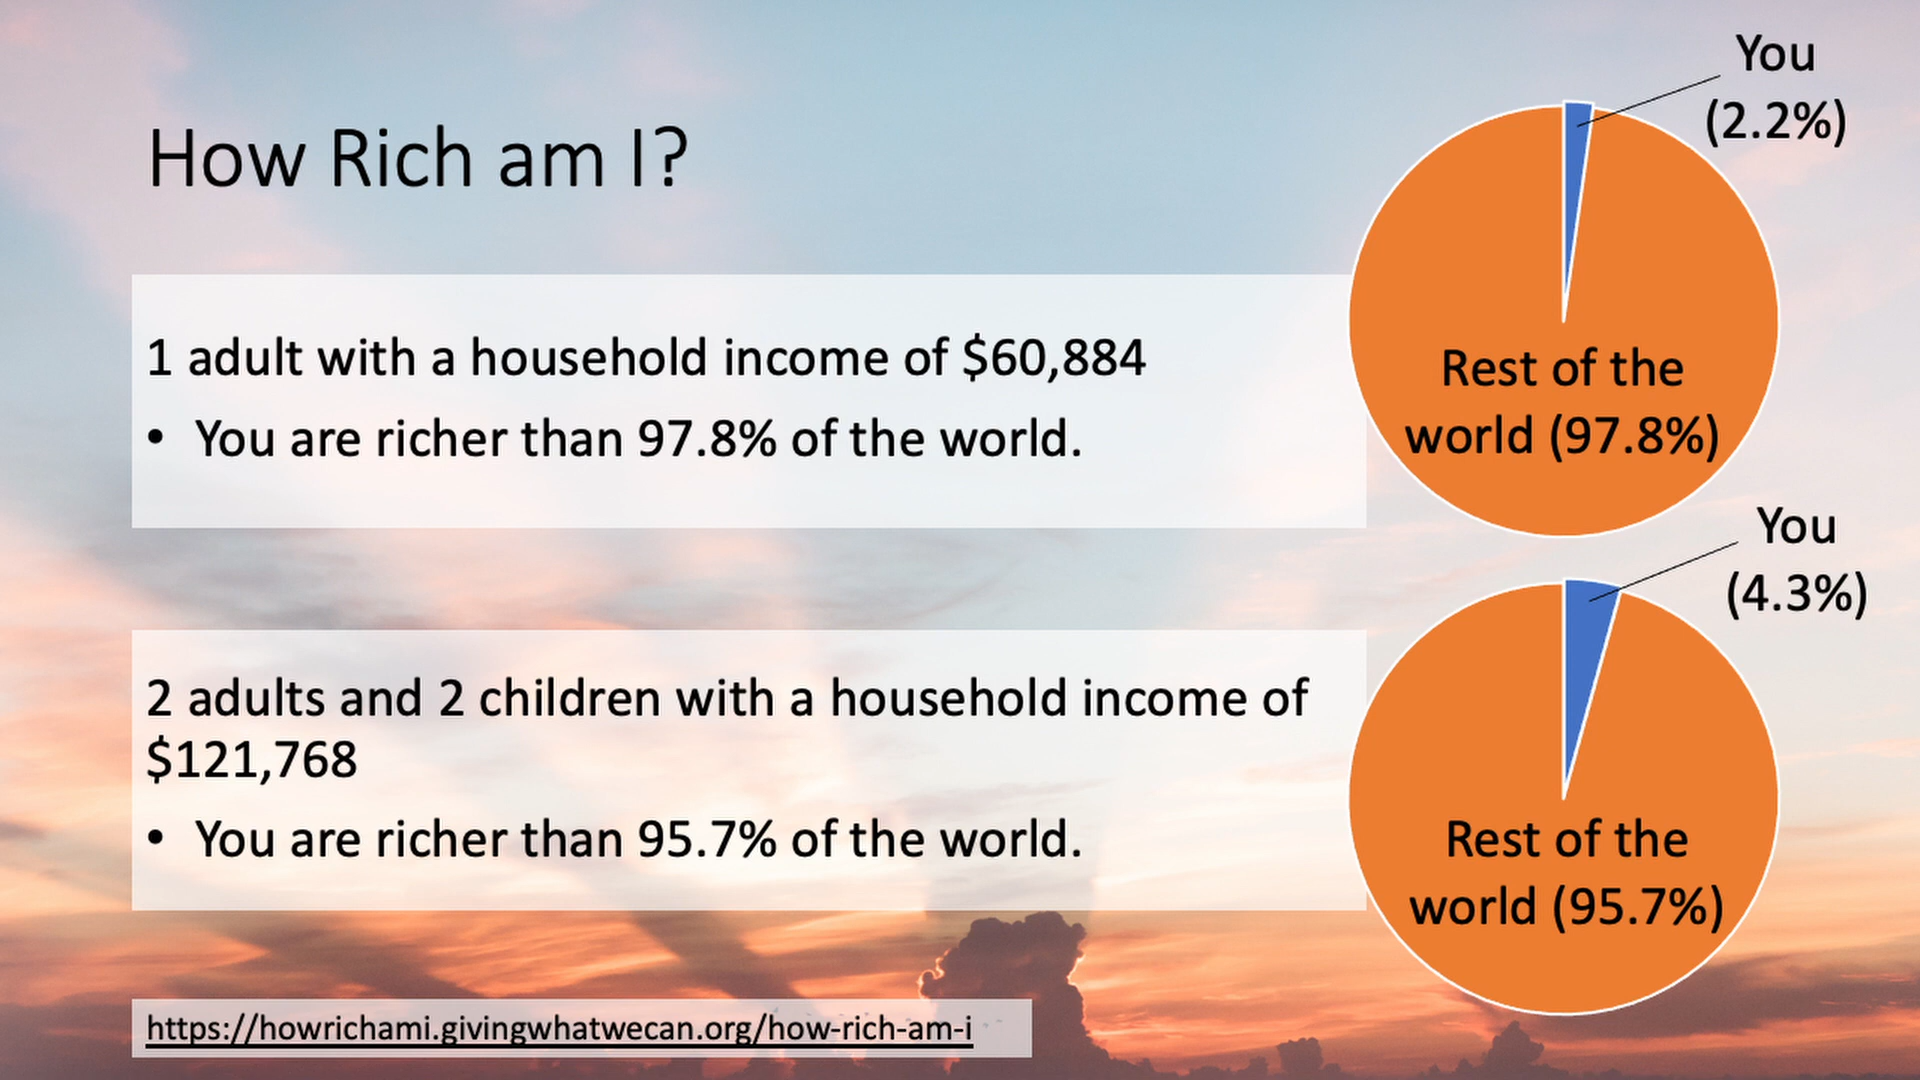 How Rich am I?
1 adult with a household income of $60,884
• You are richer than 97.8% of the world.
You
(2.2%)
Rest of the
world (97.8%)
2 adults and 2 children with a household income of
$121,768
• You are richer than 95.7% of the world.
You
(4.3%)
Rest of the
world (95.7%)
https://howrichami.givingwhatwecan.org/how-rich-am-i